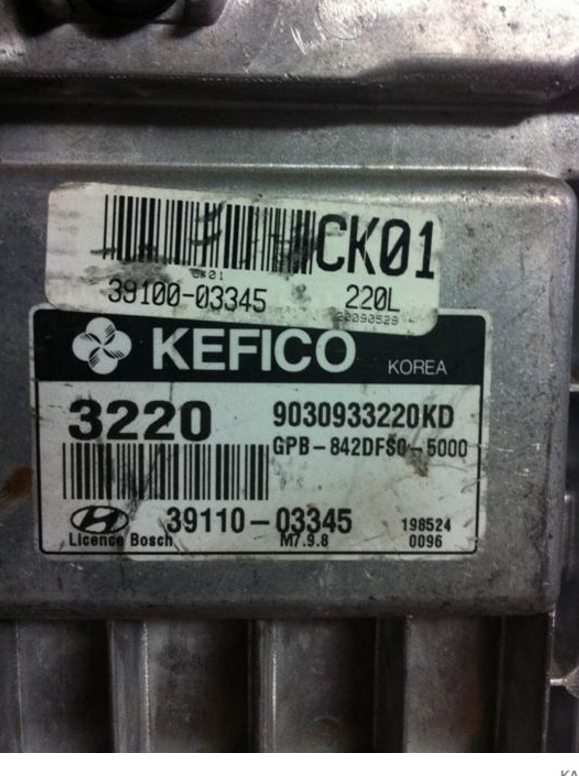 CK01
CK01
39100-03345 220L
20090529
KEFICO KOREA
3220 9030933220KD
GPB-842DFS0-5000
39110-03345 198524
Licence Bosch M7.9.8 0096